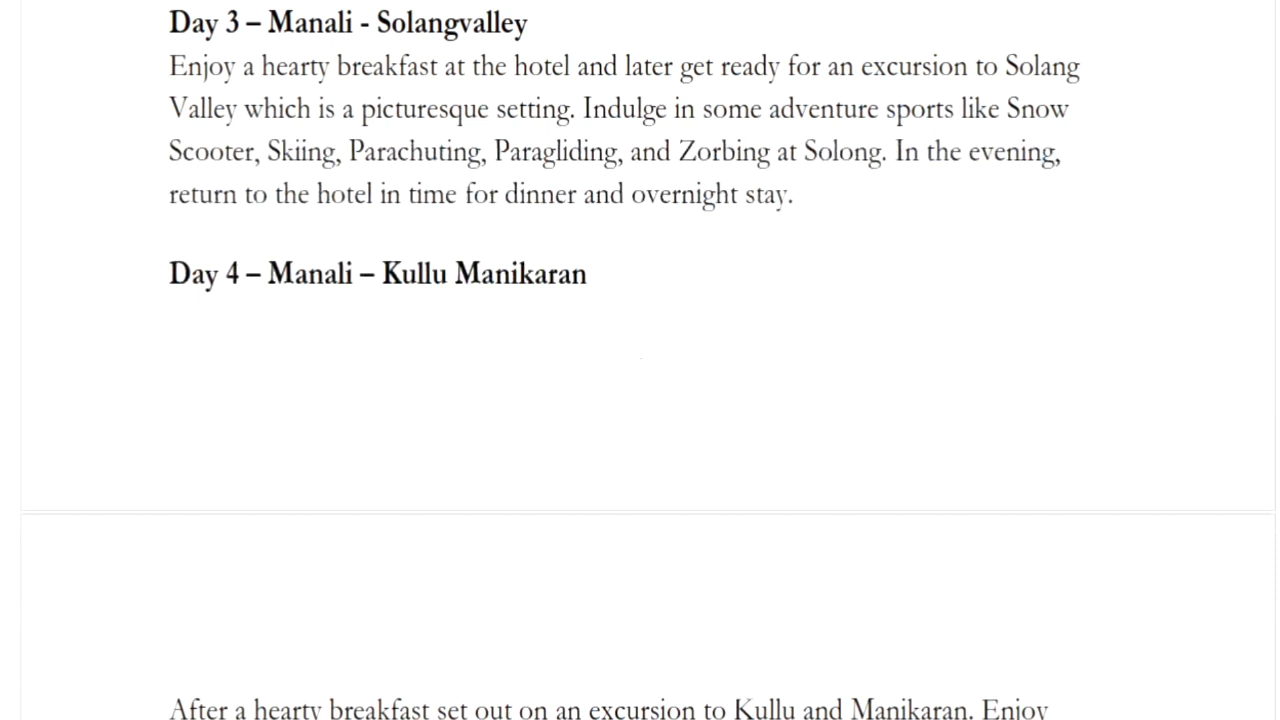 Day 3 – Manali - Solangvalley
Enjoy a hearty breakfast at the hotel and later get ready for an excursion to Solang
Valley which is a picturesque setting. Indulge in some adventure sports like Snow
Scooter, Skiing, Parachuting, Paragliding, and Zorbing at Solong. In the evening,
return to the hotel in time for dinner and overnight stay.
Day 4 – Manali – Kullu Manikaran
After a hearty breakfast set out on an excursion to Kullu and Manikaran. Enjoy